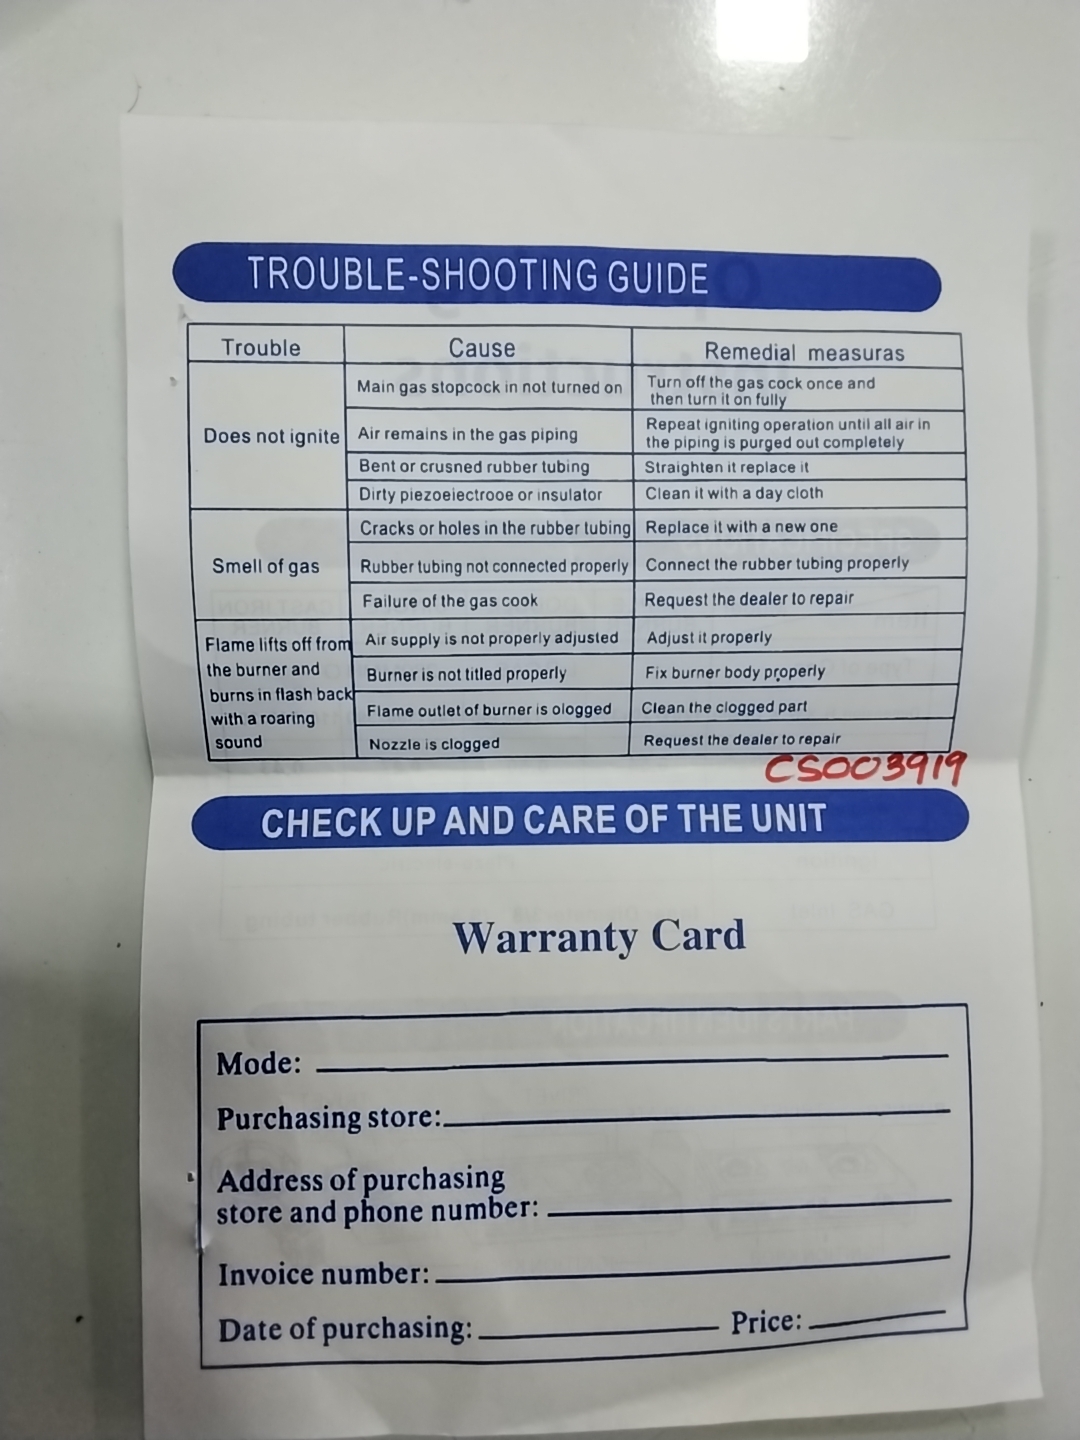 TROUBLE-SHOOTING GUIDE
Trouble Cause Remedial measuras
Does not ignite
Main gas stopcock in not turned on
Turn off the gas cock once and
then turn it on fully
Air remains in the gas piping
Repeat igniting operation until all air in
the piping is purged out completely
Bent or crusned rubber tubing
Straighten it replace it
Dirty piezoeiectrooe or insulator
Clean it with a day cloth
Smell of gas
Cracks or holes in the rubber tubing
Replace it with a new one
Rubber tubing not connected properly
Connect the rubber tubing properly
Failure of the gas cook
Request the dealer to repair
Flame lifts off from
the burner and
burns in flash back
with a roaring
sound
Air supply is not properly adjusted
Adjust it properly
Burner is not titled properly
Fix burner body properly
Flame outlet of burner is ologged
Clean the clogged part
Nozzle is clogged
Request the dealer to repair
CS003919
CHECK UP AND CARE OF THE UNIT
Warranty Card
Mode:
Purchasing store:
Address of purchasing
store and phone number:
Invoice number:
Date of purchasing: Price: